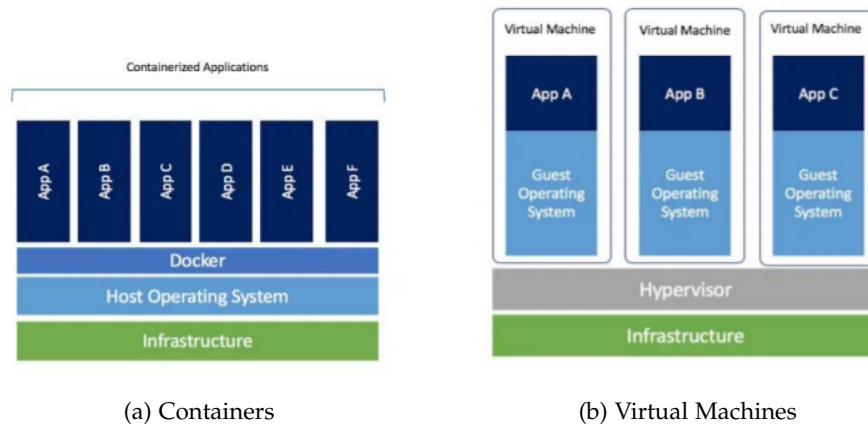 Containerized Applications
App A
App B
App C
App D
App E
App F
Docker
Host Operating System
Infrastructure
(a) Containers
Virtual Machine
App A
Guest
Operating
System
Virtual Machine
App B
Guest
Operating
System
Virtual Machine
App C
Guest
Operating
System
Hypervisor
Infrastructure
(b) Virtual Machines